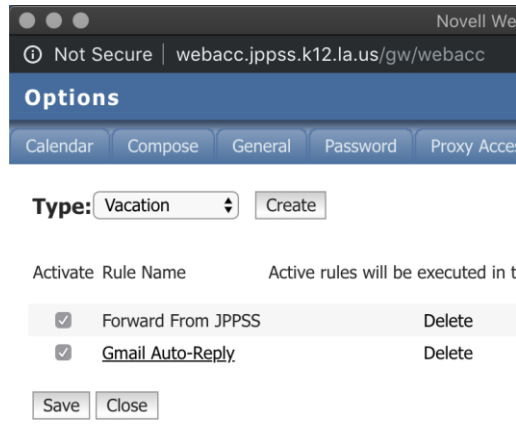 Novell We
Not Secure | webacc.jppss.k12.la.us/gw/webacc
Options
Calendar Compose General Password Proxy Acces
Type: Vacation Create
Activate Rule Name Active rules will be executed in t
Forward From JPPSS Delete
Gmail Auto-Reply Delete
Save Close